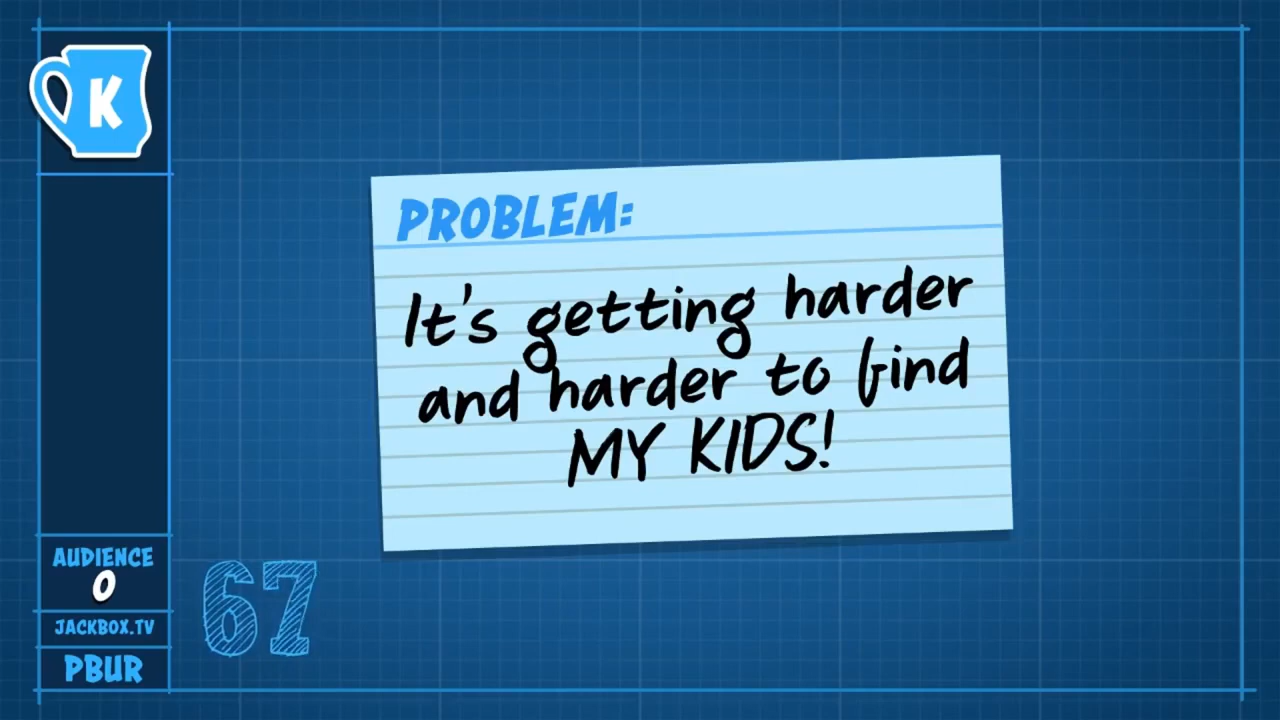 K
PROBLEM:
It's getting harder
and harder to find
MY KIDS!
AUDIENCE
0
JACKBOX.TV
PBUR
67